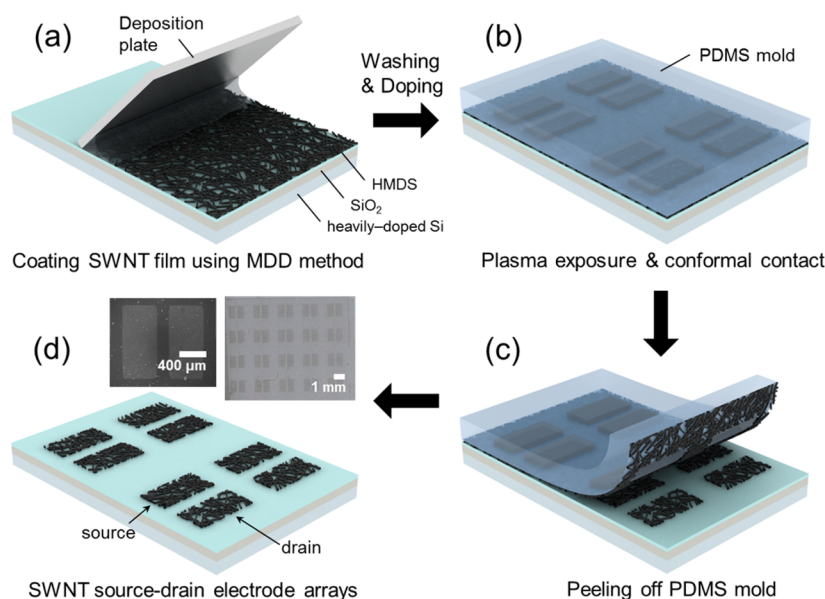 (a)
Deposition
plate
HMDS
SiO₂
heavily–doped Si
Coating SWNT film using MDD method
Washing
& Doping
(b)
PDMS mold
Plasma exposure & conformal contact
(d)
400 µm
1 mm
source
drain
SWNT source-drain electrode arrays
(c)
Peeling off PDMS mold